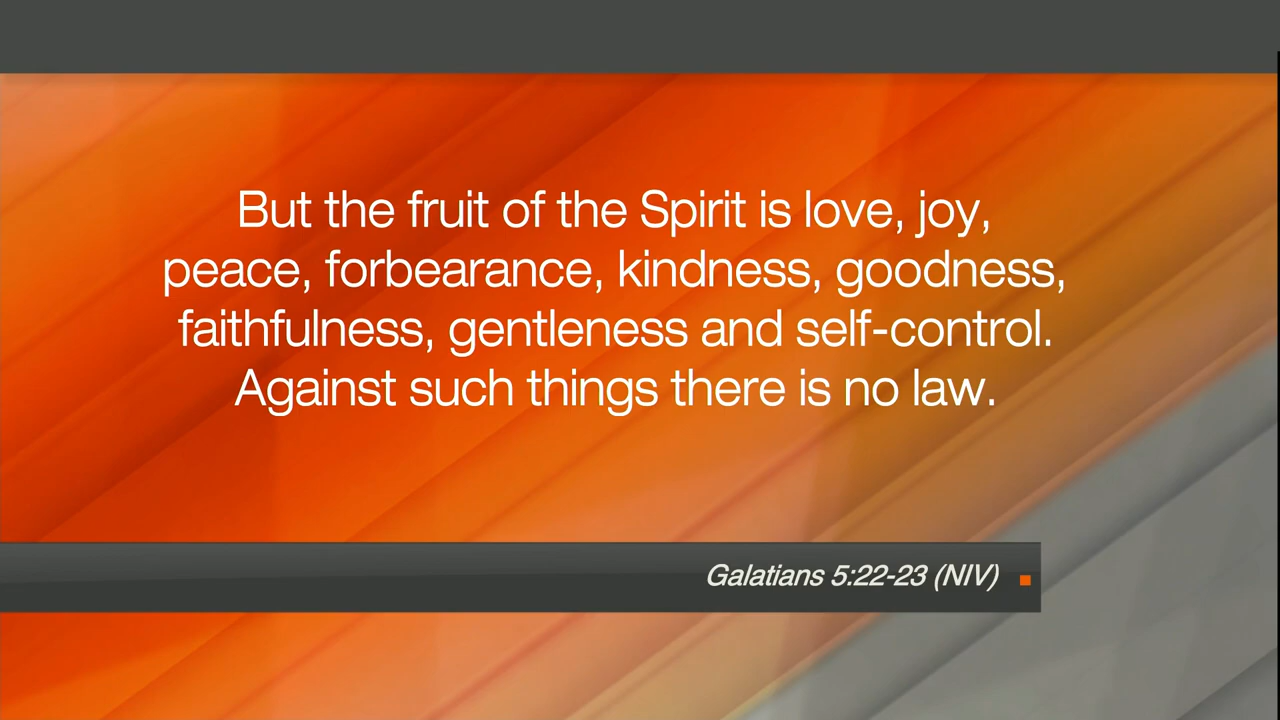 But the fruit of the Spirit is love, joy,
peace, forbearance, kindness, goodness,
faithfulness, gentleness and self-control.
Against such things there is no law.
Galatians 5:22-23 (NIV)